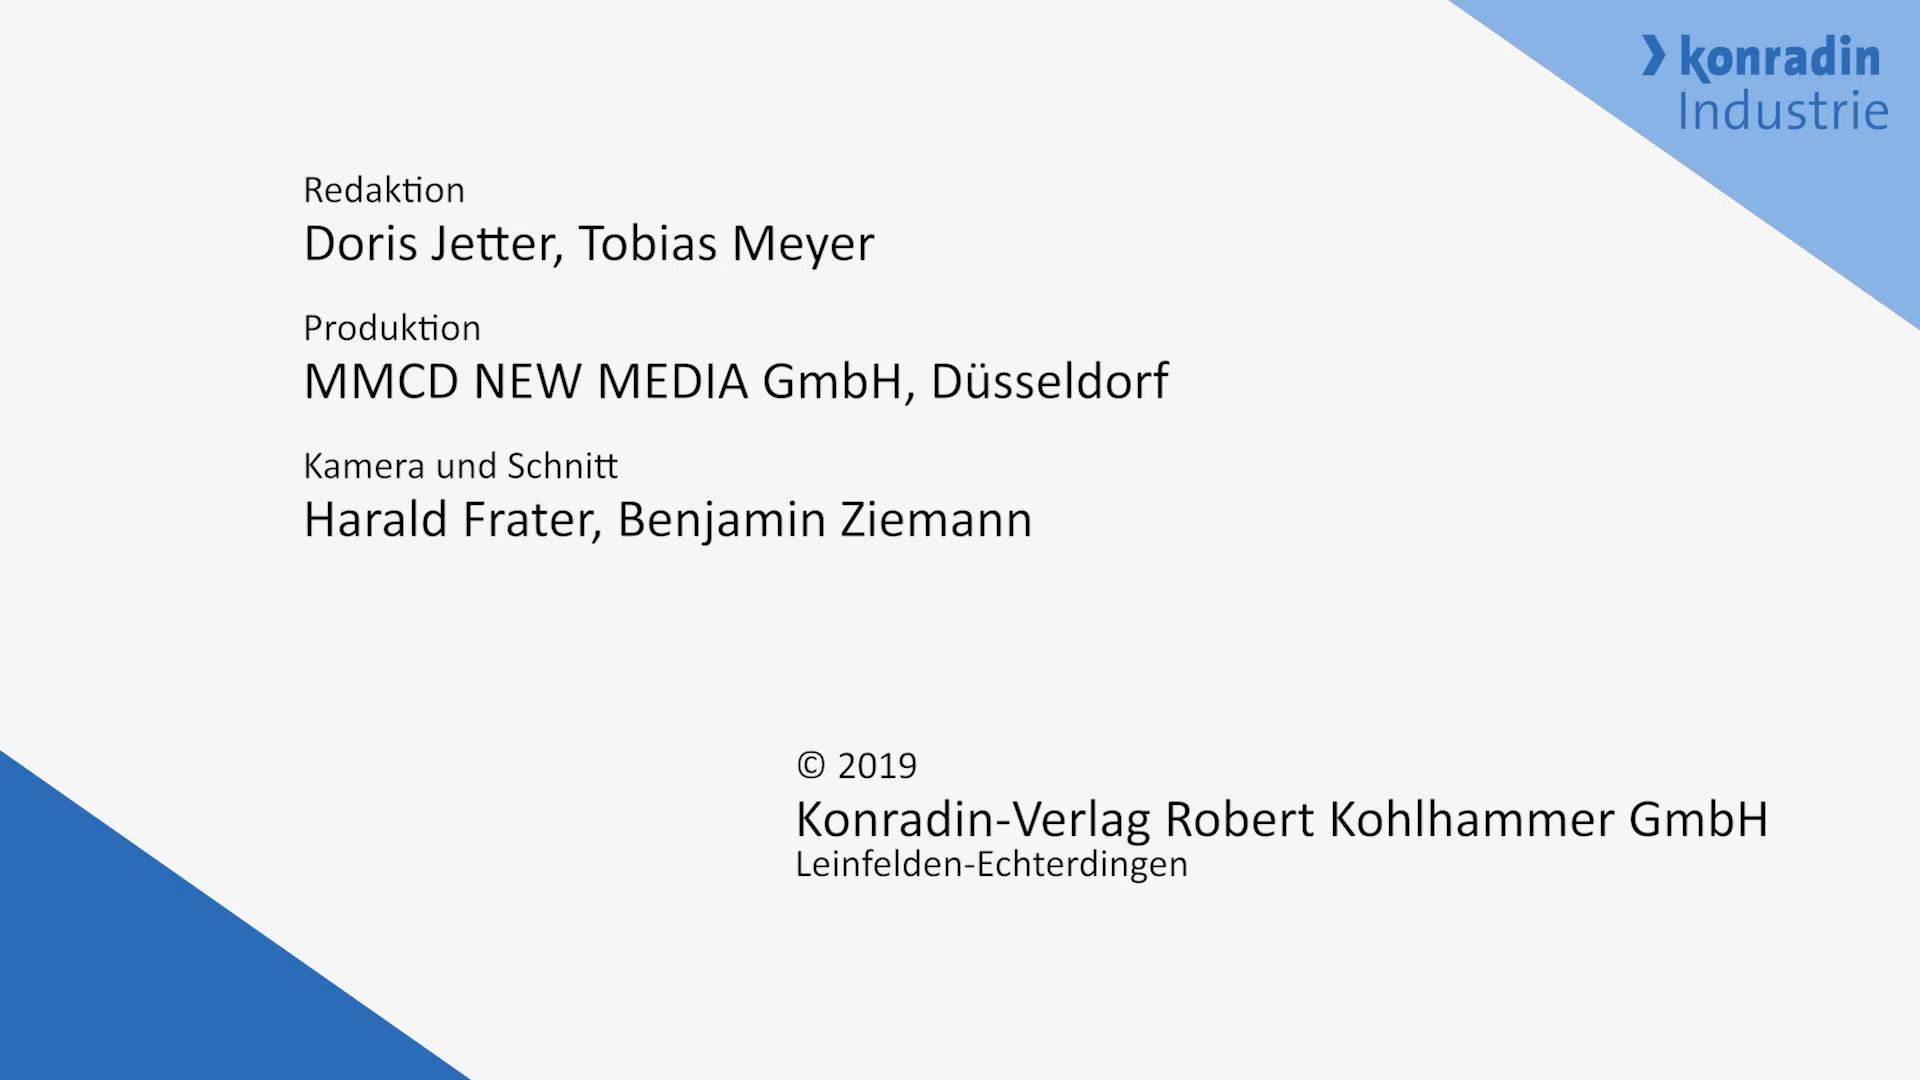 konradin
Industrie
Redaktion
Doris Jetter, Tobias Meyer
Produktion
MMCD NEW MEDIA GmbH, Düsseldorf
Kamera und Schnitt
Harald Frater, Benjamin Ziemann
© 2019
Konradin-Verlag Robert Kohlhammer GmbH
Leinfelden-Echterdingen